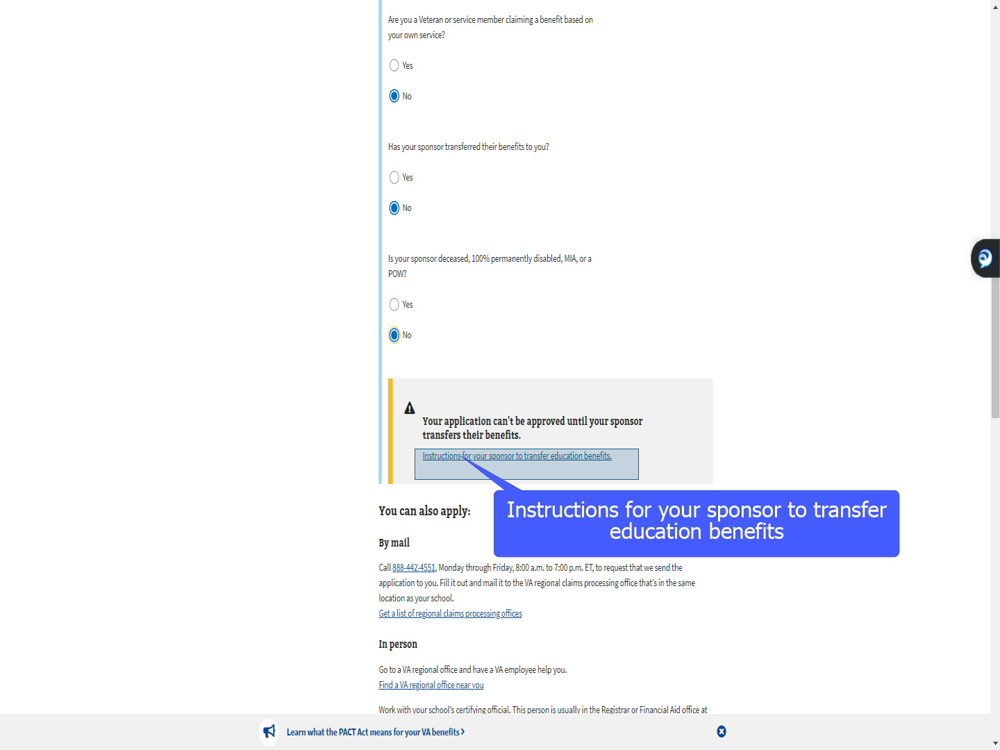 Are you a Veteran or service member claiming a benefit based on
your own service?
Yes
No
Has your sponsor transferred their benefits to you?
Yes
No
Is your sponsor deceased, 100% permanently disabled, MIA, or a
POW?
Yes
No
Your application can't be approved until your sponsor
transfers their benefits.
Instructions for your sponsor to transfer education benefits.
Instructions for your sponsor to transfer
education benefits
You can also apply:
By mail
Call 888-442-4551, Monday through Friday, 8:00 a.m. to 7:00 p.m. ET, to request that we send the
application to you. Fill it out and mail it to the VA regional claims processing office that's in the same
location as your school.
Get a list of regional claims processing offices
In person
Go to a VA regional office and have a VA employee help you.
Find a VA regional office near you
Work with your school's certifying official. This person is usually in the Registrar or Financial Aid office at
Learn what the PACT Act means for your VA benefits